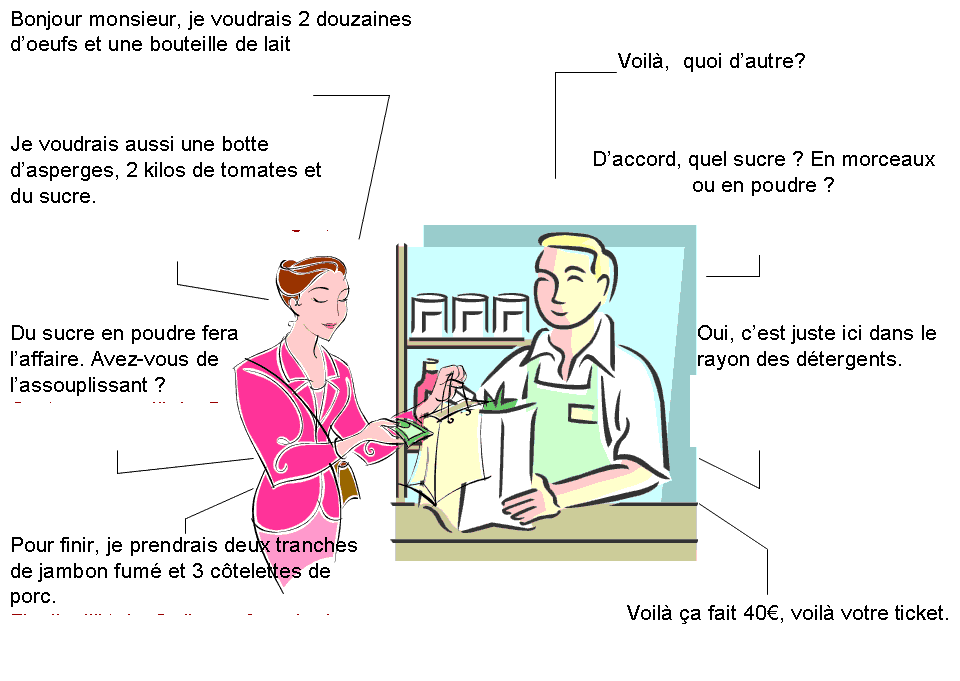 Bonjour monsieur, je voudrais 2 douzaines
d'oeufs et une bouteille de lait
Voilà,  quoi d'autre?
Je voudrais aussi une botte
d'asperges, 2 kilos de tomates et
du sucre.
D'accord, quel sucre ? En morceaux
ou en poudre ?
Du sucre en poudre fera
l'affaire. Avez-vous de
l'assouplissant ?
Oui, c'est juste ici dans le
rayon des détergents.
Pour finir, je prendrais deux tranches
de jambon fumé et 3 côtelettes de
porc.
Voilà ça fait 40€, voilà votre ticket.